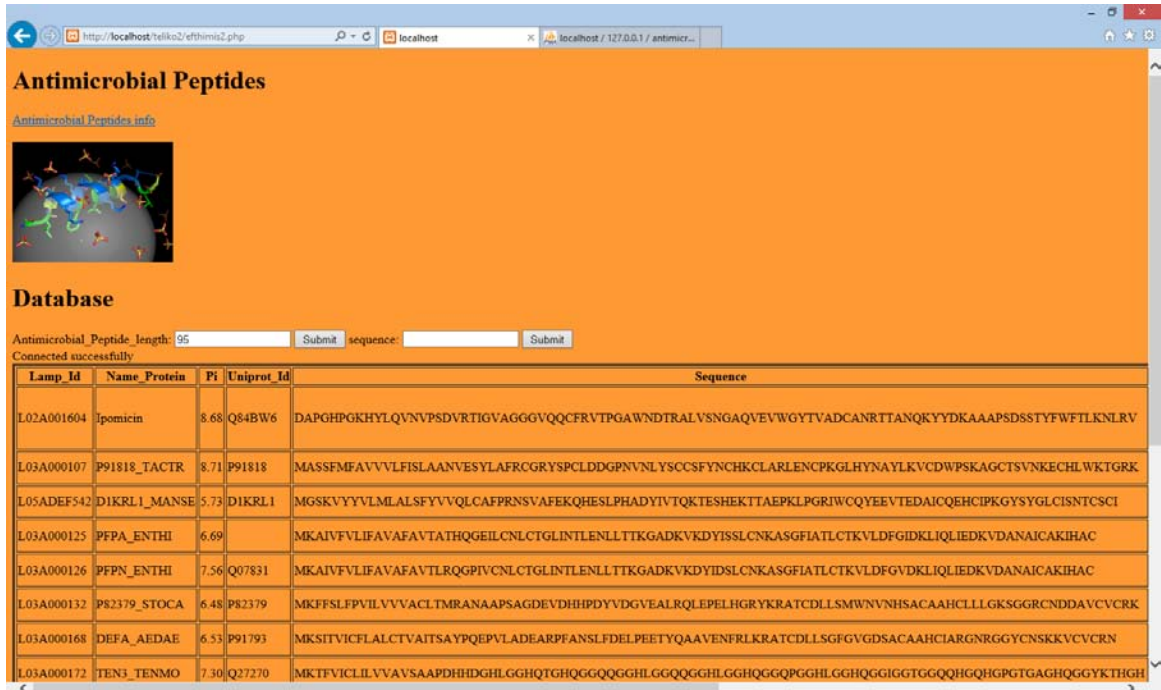 http://localhost/teliko2/efthimis2.php
localhost
localhost / 127.0.0.1 / antimicr...
Antimicrobial Peptides
Antimicrobial Peptides info
Database
Antimicrobial_Peptide_length: 95 Submit sequence: Submit
Connected successfully
Lamp_Id Name_Protein Pi Uniprot_Id Sequence
L02A001604 Ipomicin 8.68 Q84BW6 DAPGHPGKHYLQVNVPSDVRTIGVAGGGVQQCFRVTPGAWNDTRALVSNGAQVEVWGYTVADCANRTTANQKYYDKAAAPSDSSTYFWFTLKNLRV
L03A000107 P91818_TACTR 8.71 P91818 MASSFMFAVVVLFISLAANVESYLAFRCGRYSPCLDDGPNVNLYSCCSFYNCHKCLARLENCPKGLHYNAYLKVCDWPSKAGCTSVNKECHLWKTGRK
L05ADEF542 D1KRL1_MANSE 5.73 D1KRL1 MGSKVYYVLMLALSFYVVQLCAFPRNSVAFEKQHESLPHADYIVTQKTESHEKTTAEPKLPGRIWCQYEEVTEDAICQEHCIPKGYSYGLCISNTCSCI
L03A000125 PFPA_ENTHI 6.69 MKAIVFVLIFAVAFAVTATHQGEILCNLCTGLINTLENLLTTKGADKVKDYISSLCNKASGFIATLCTKVLDFGIDKLIQLIEDKVDANAICAKIHAC
L03A000126 PFPN_ENTHI 7.56 Q07831 MKAIVFVLIFAVAFAVTLRQGPIVCNLCTGLINTLENLLTTKGADKVKDYIDSLCNKASGFIATLCTKVLDFGVDKLIQLIEDKVDANAICAKIHAC
L03A000132 P82379_STOCA 6.48 P82379 MKFFSLFPVILVVVACLTMRANAAPSAGDEVDHHPDYVDGVEALRQLEPELHGRYKRATCDLLSMWNVNHSACAAHCLLLGKSGGRCNDDAVCVCRK
L03A000168 DEFA_AEDAE 6.53 P91793 MKSITVICFLALCTVAITSAYPQEPVLADEARPFANSLFDELPEETYQAAVENFRLKRATCDLLSGFGVGDSACAAHCIARGNRGGYCNSKKVCVCRN
L03A000172 TEN3_TENMO 7.30 Q27270 MKTFVICLILVVAVSAAPDHHDGHLGGHQTGHQGGQQGGHLGGQQGGHLGGHQGGQPGGHLGGHQGGIGGTGGQQHGQHGPGTGAGHQGGYKTHGH